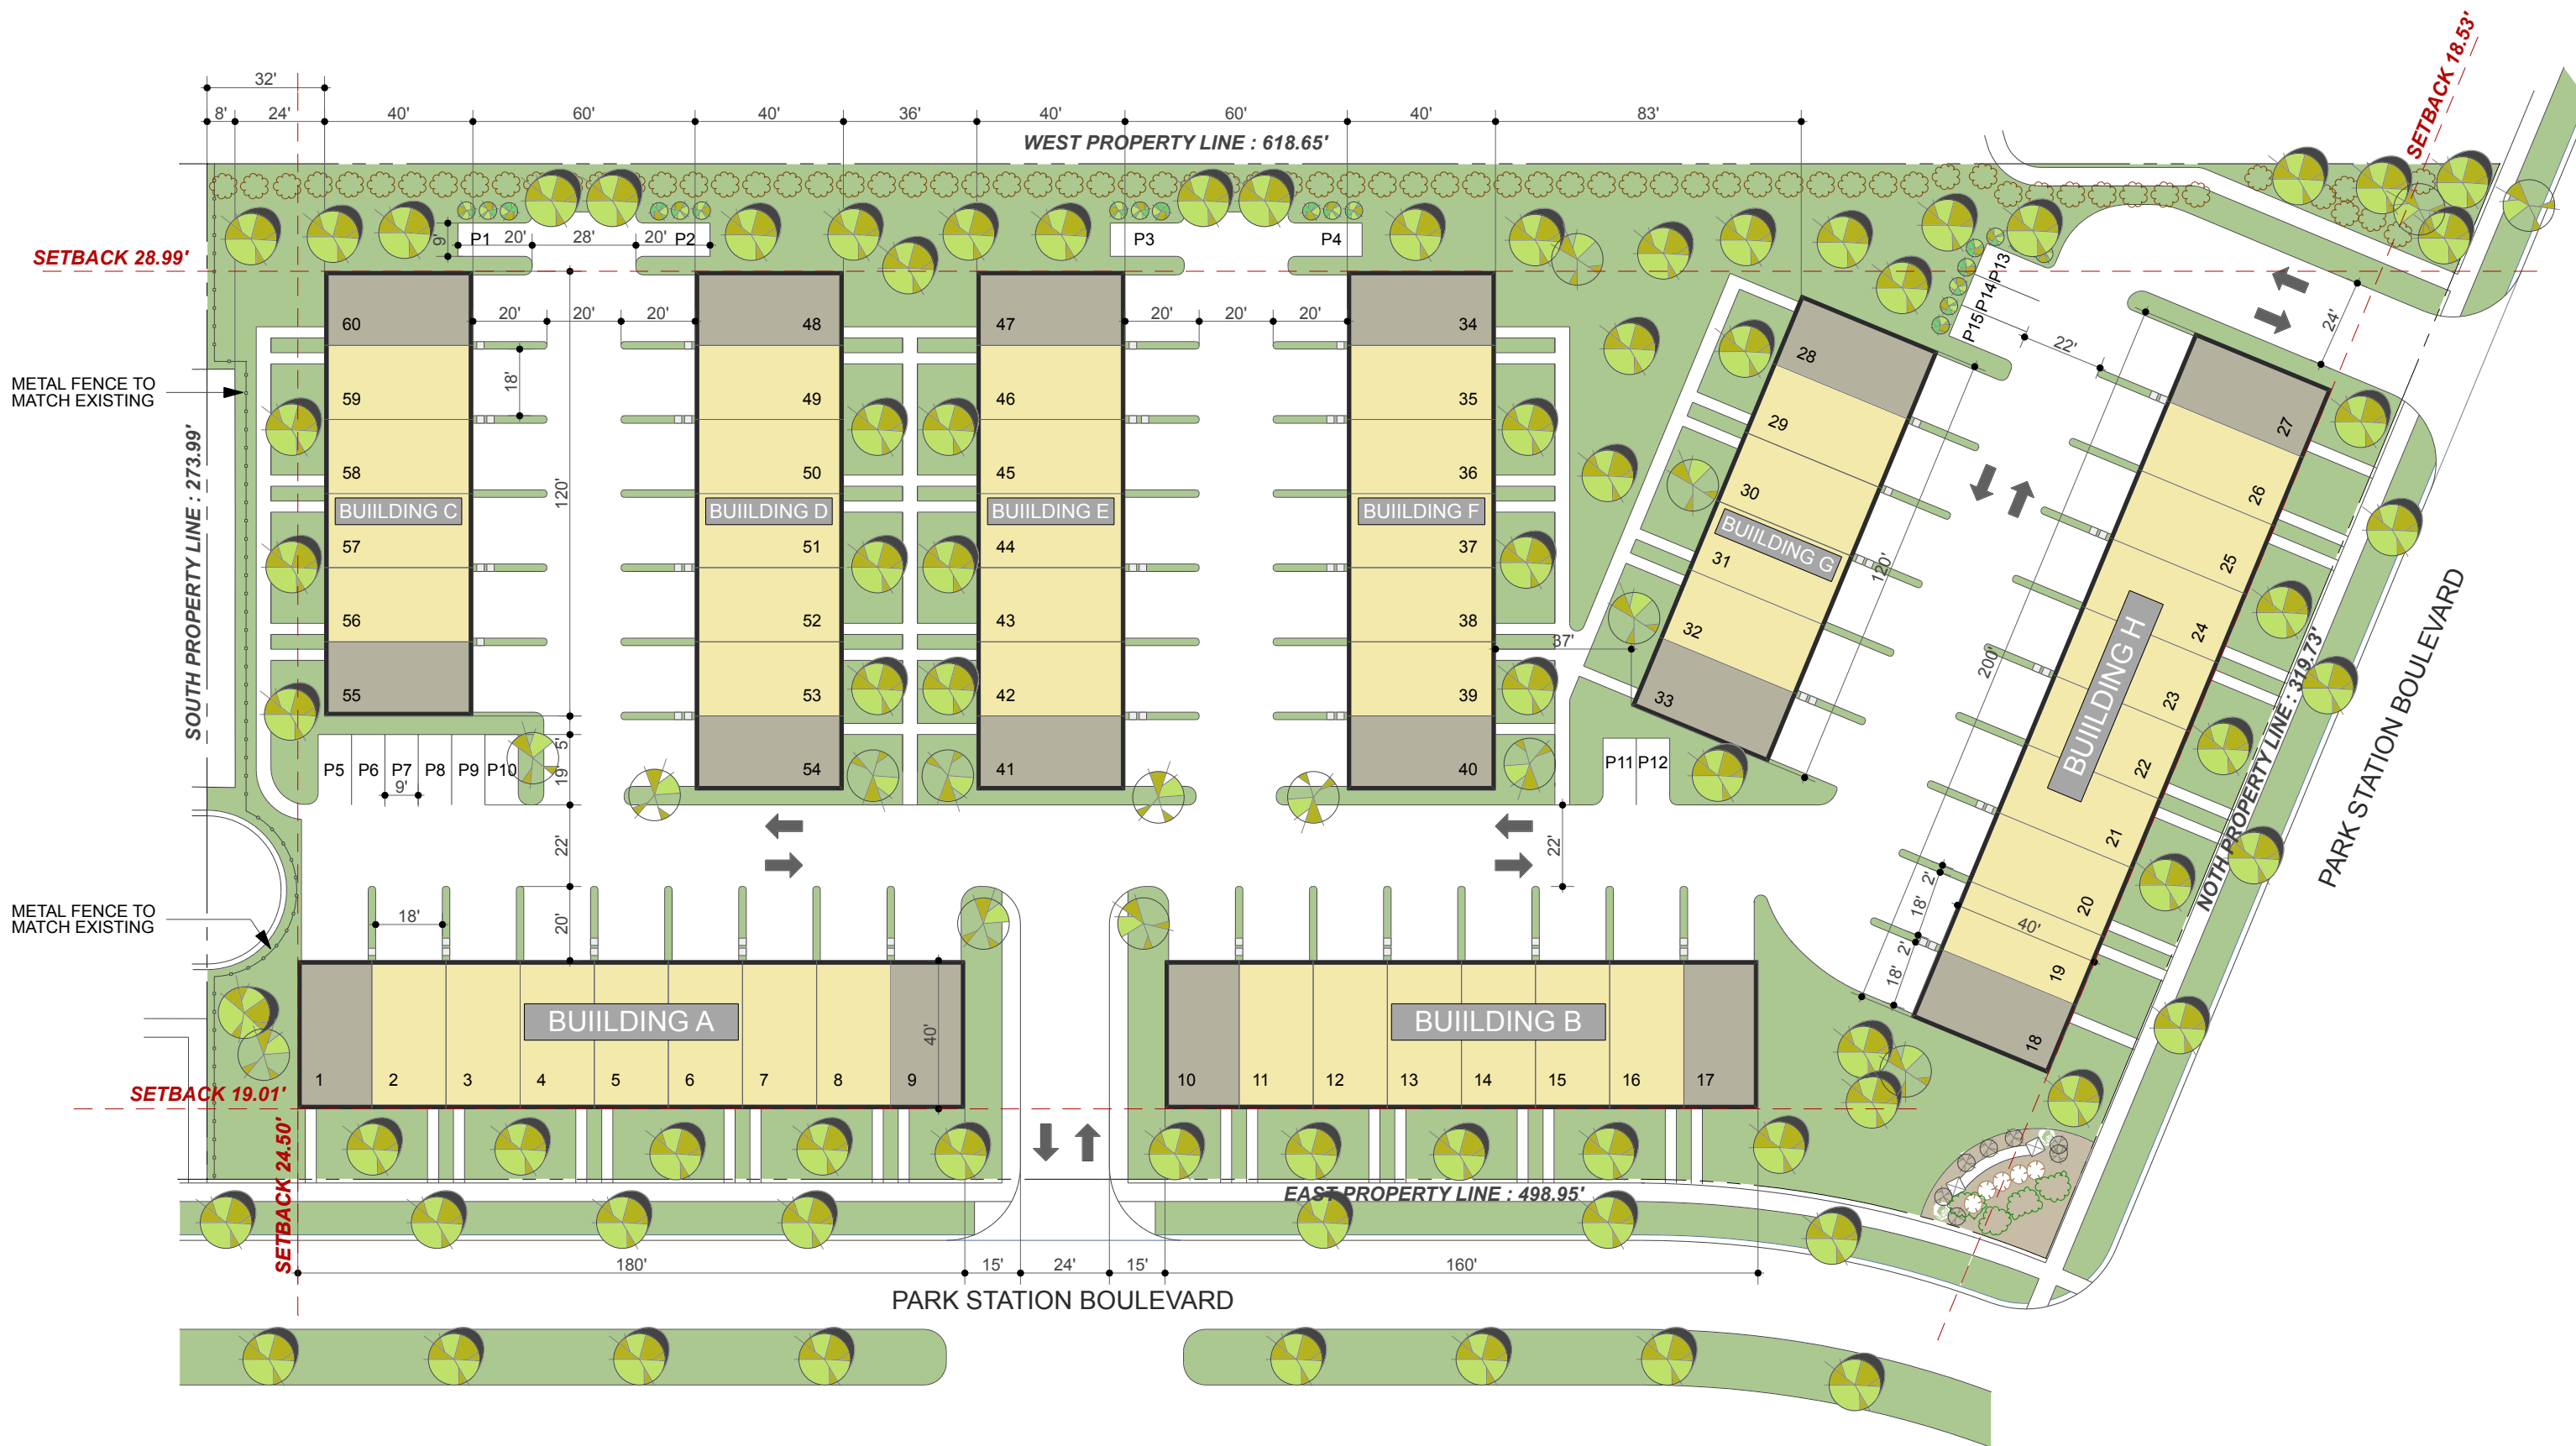 SETBACK 18.53'
32'
8' 24' 40' 60' 40' 36' 40' 60' 40' 83'
WEST PROPERTY LINE : 618.65'
9' P1 20' 28' 20' P2 P3 P4
SETBACK 28.99'
P13
P14
P15
24'
60 48 47 34 28
20' 20' 20' 20' 20' 20'
22'
18'
METAL FENCE TO
MATCH EXISTING
59 49 46 35 29 27
58 50 45 36 30 26
SOUTH PROPERTY LINE : 273.99'
120'
BUIILDING C BUIILDING D BUIILDING E BUIILDING F BUIILDING G
57 51 44 37 31 25
120'
56 52 43 38 32 24
37'
200'
BUIILDING H
NOTH PROPERTY LINE : 319.73'
PARK STATION BOULEVARD
55 53 42 39 33 23
5'
P5 P6 P7 P8 P9 P10
9'
19'
54 41 40
P11 P12
22
22' 22'
21
2'
18'
20
40'
2'
18'
19
18
METAL FENCE TO
MATCH EXISTING
18'
20'
BUIILDING A BUIILDING B
40'
1 2 3 4 5 6 7 8 9 10 11 12 13 14 15 16 17
SETBACK 19.01'
SETBACK 24.50'
EAST PROPERTY LINE : 498.95'
180' 15' 24' 15' 160'
PARK STATION BOULEVARD